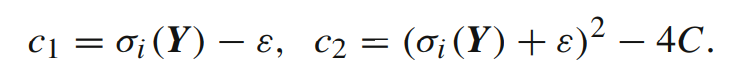 c₁ = σᵢ(Y) − ε, c₂ = (σᵢ(Y) + ε)² − 4C.